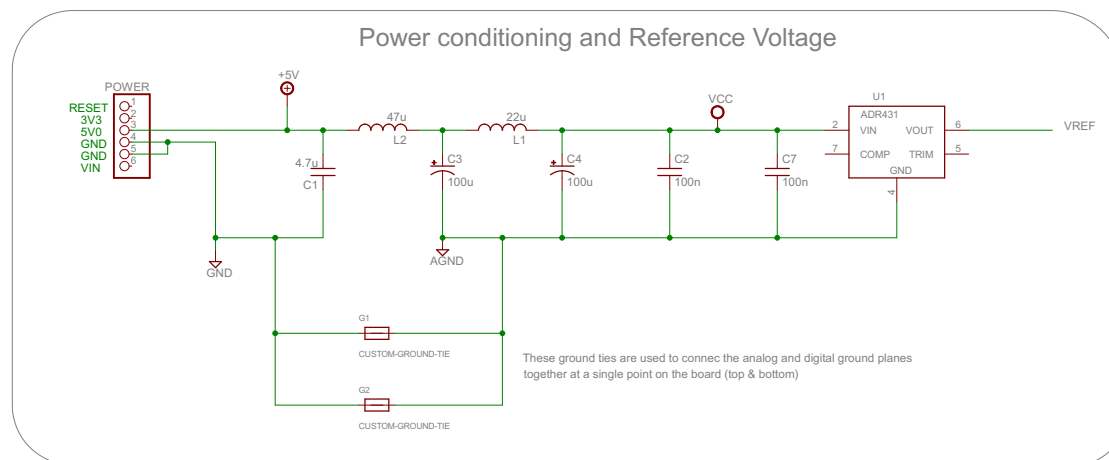 Power conditioning and Reference Voltage
+5V
POWER
RESET
3V3
5V0
GND
GND
VIN
1
2
3
4
5
6
47u
L2
22u
L1
VCC
U1
ADR431
2
VIN
VOUT
6
VREF
7
COMP
TRIM
5
GND
4
4.7u
C1
C3
100u
C4
100u
C2
100n
C7
100n
GND
AGND
G1
CUSTOM-GROUND-TIE
G2
CUSTOM-GROUND-TIE
These ground ties are used to connec the analog and digital ground planes
together at a single point on the board (top & bottom)